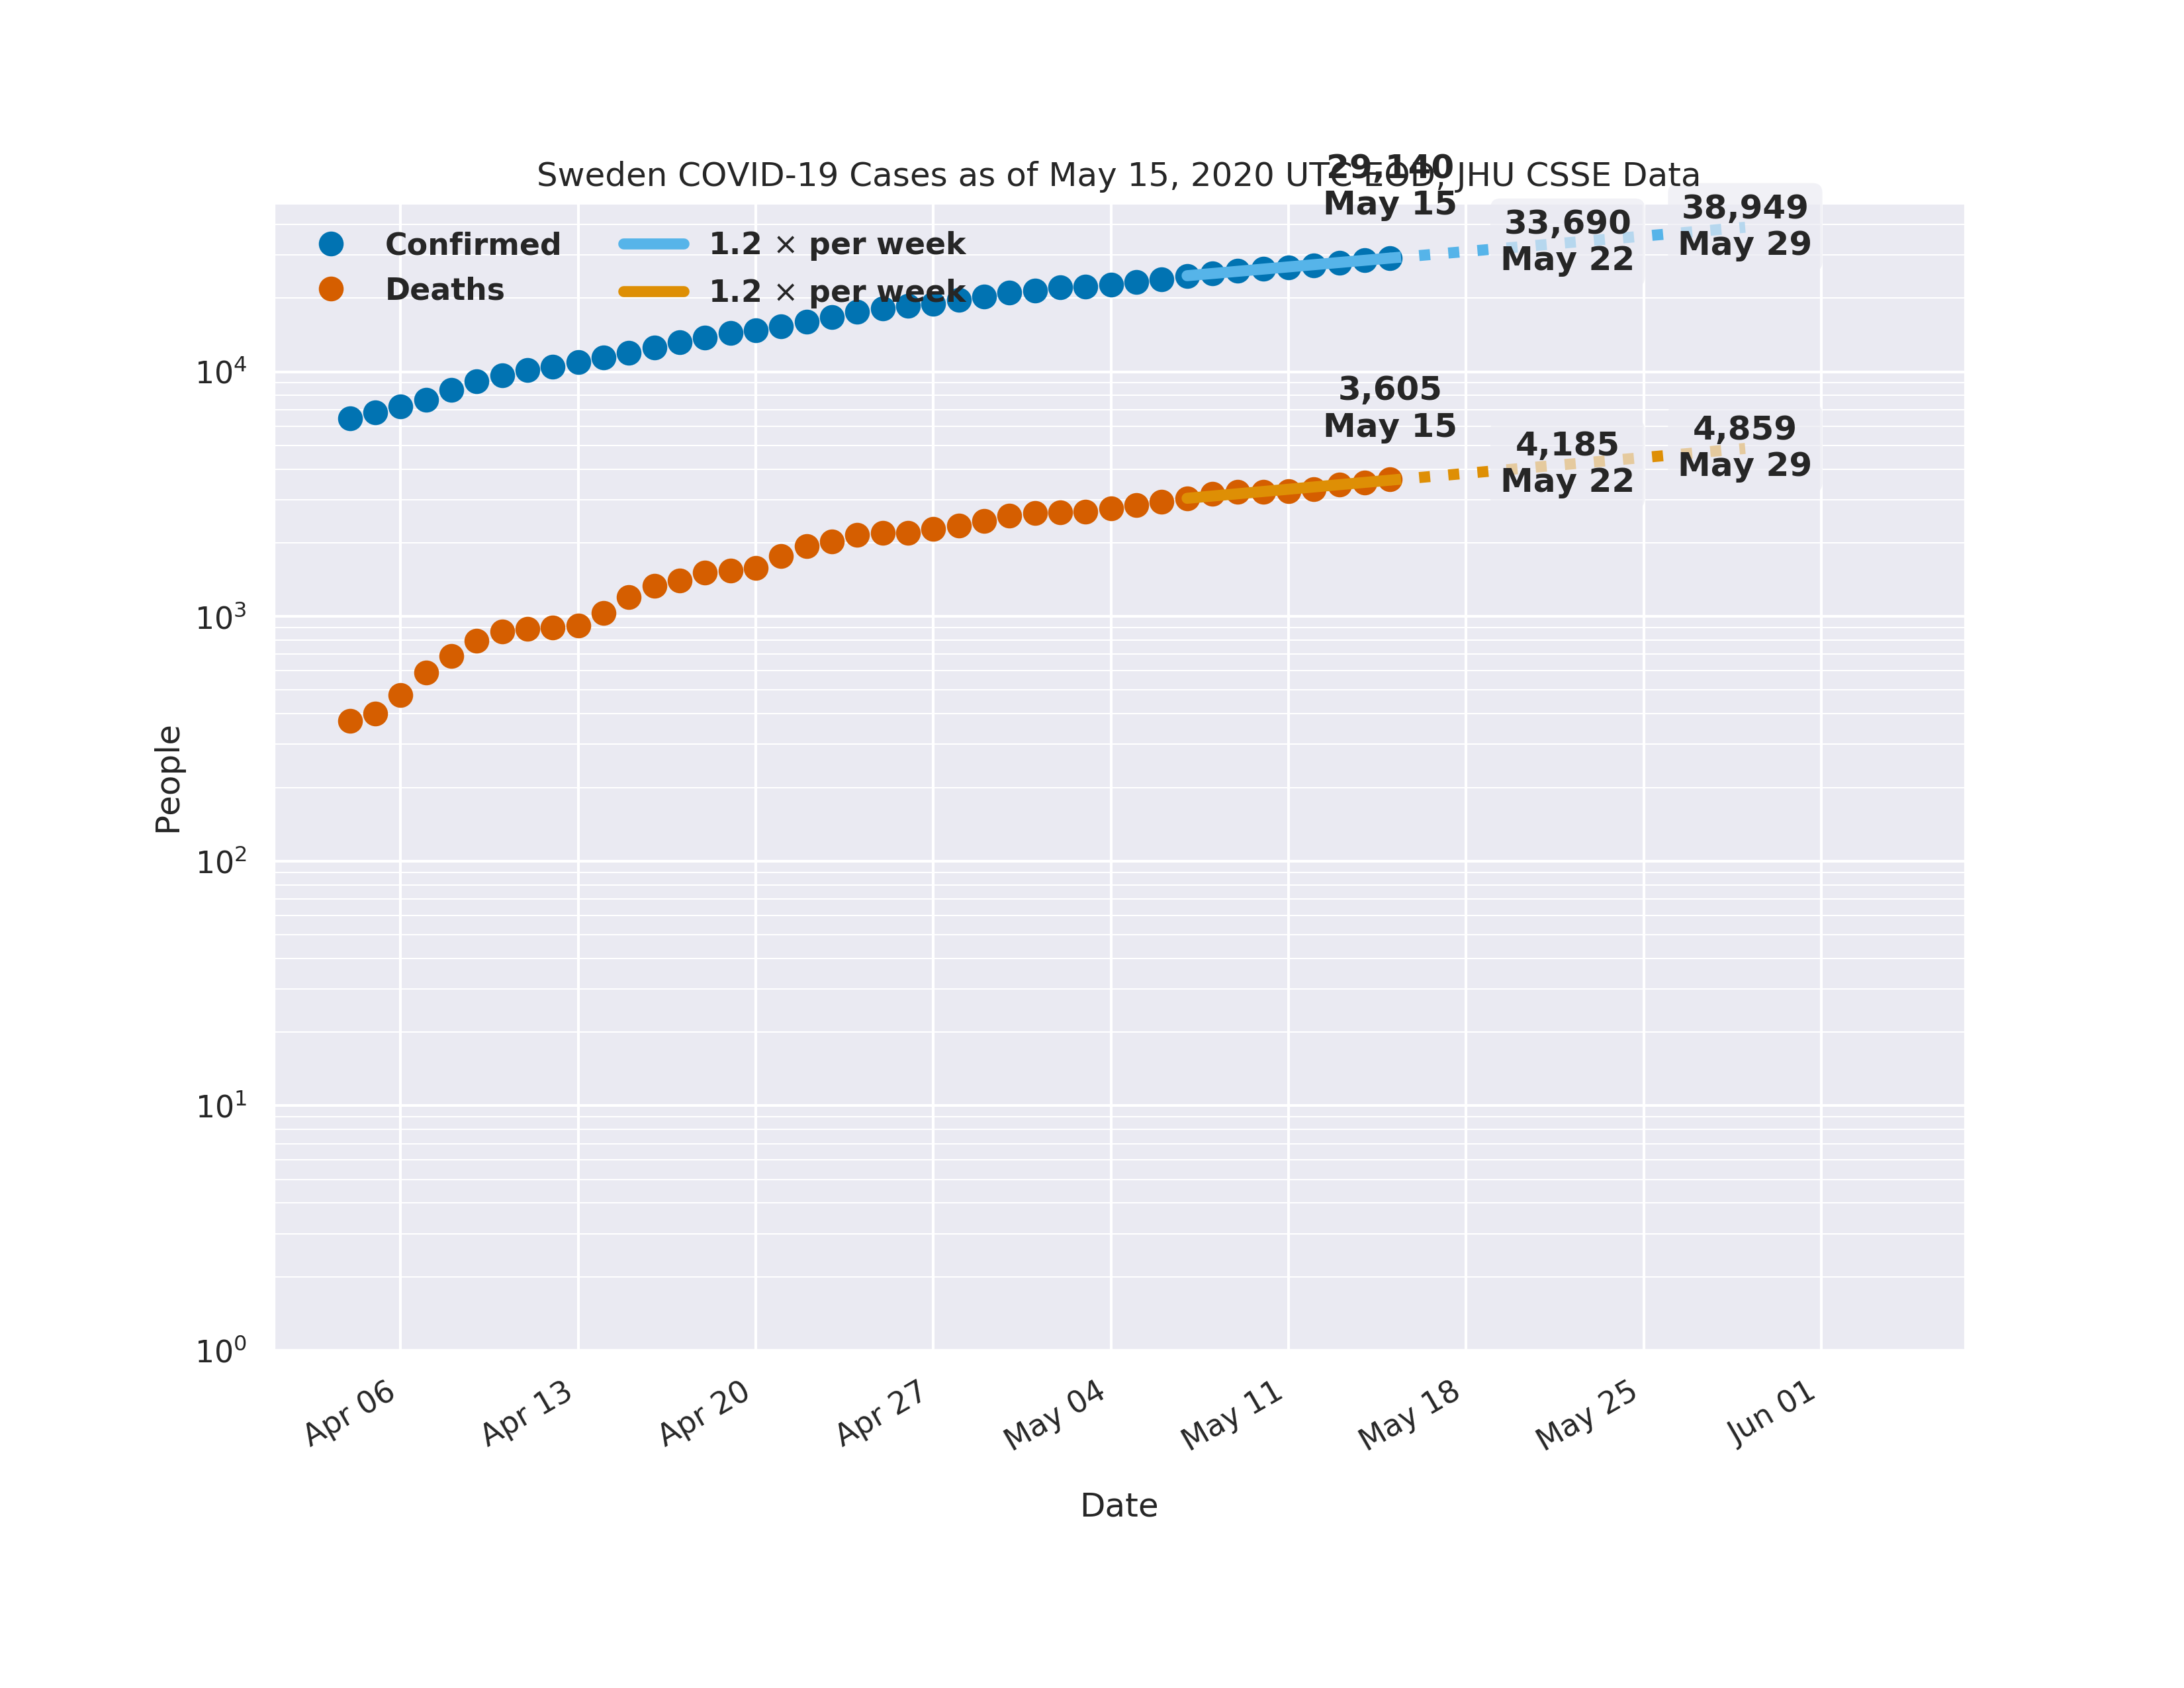 Sweden COVID-19 Cases as of May 15, 2020 UTC EOD, JHU CSSE Data
29,140
May 15
33,690
May 22
38,949
May 29
Confirmed
Deaths
1.2 × per week
1.2 × per week
3,605
May 15
4,185
May 22
4,859
May 29
People
10⁴
10³
10²
10¹
10⁰
Apr 06
Apr 13
Apr 20
Apr 27
May 04
May 11
May 18
May 25
Jun 01
Date